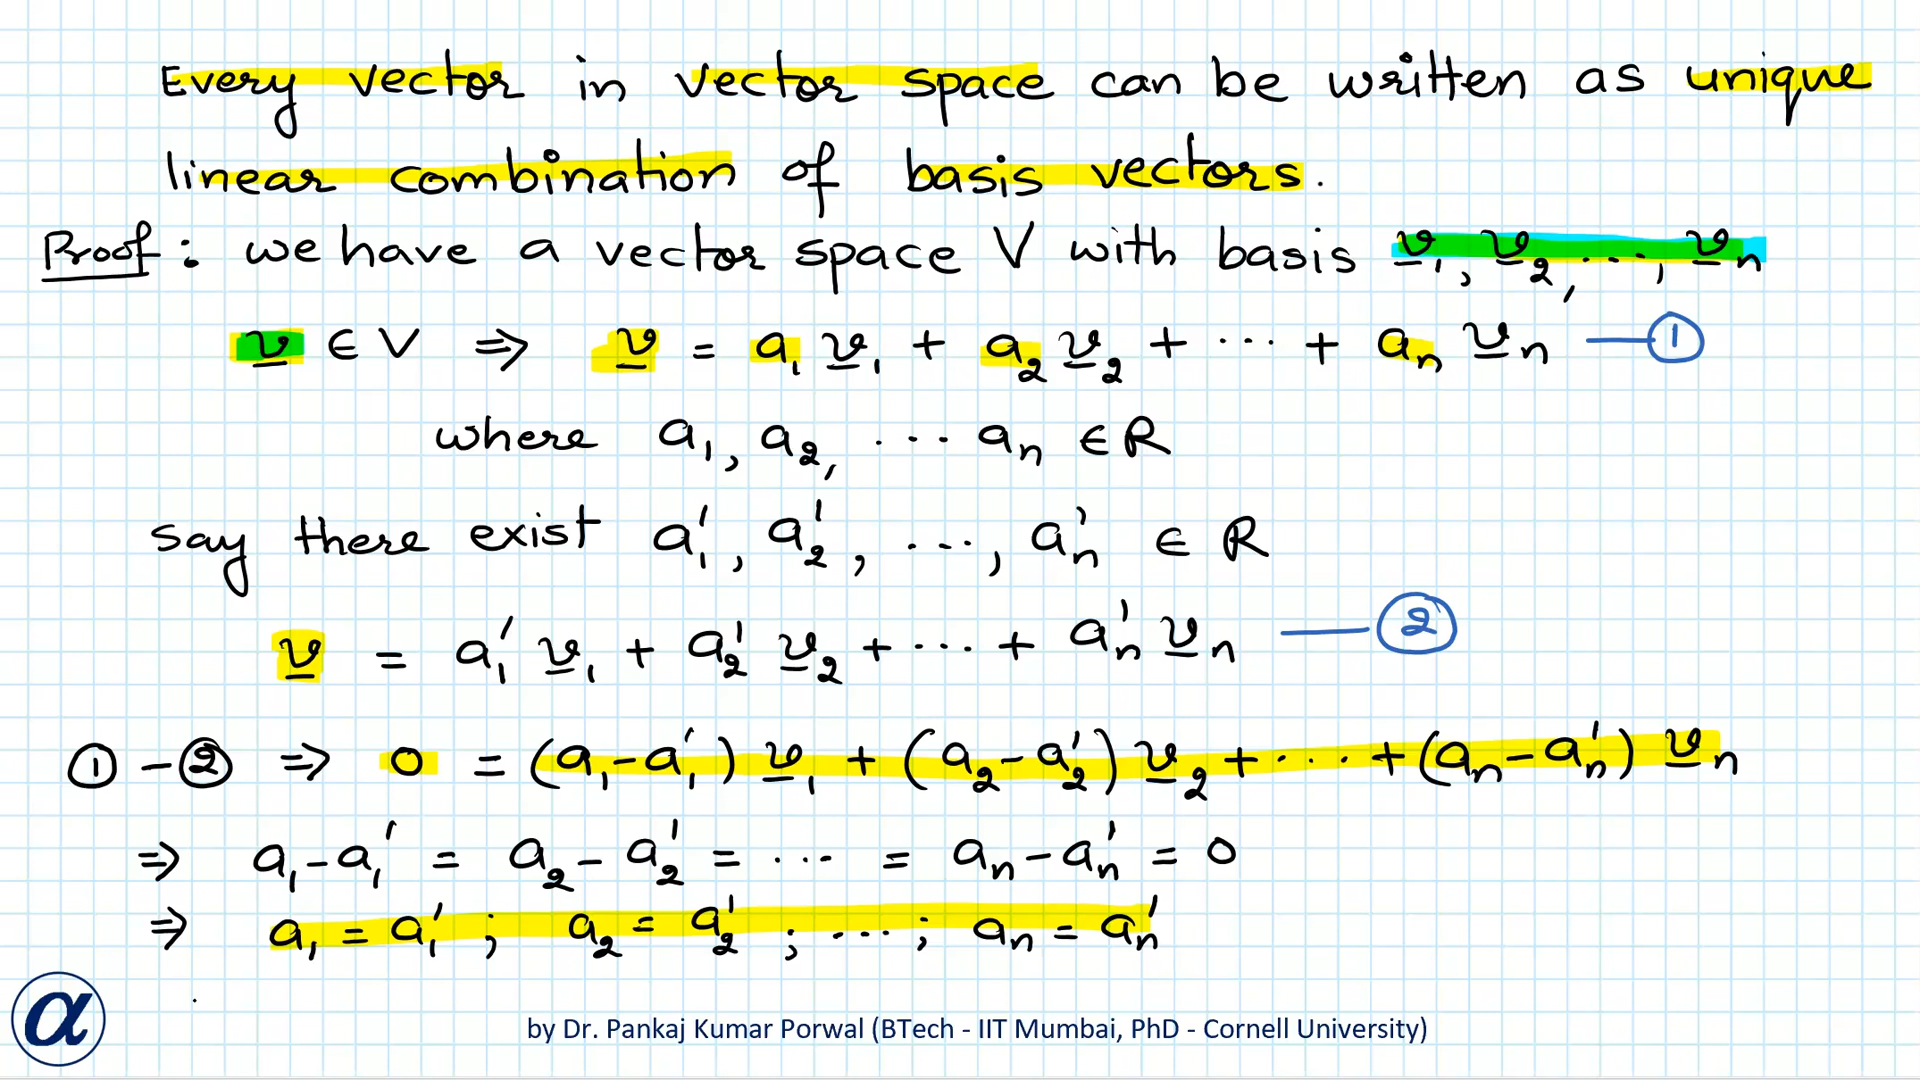 Every vector in vector space can be written as unique
linear combination of basis vectors.
Proof : we have a vector space V with basis v₁, v₂, ..., vₙ
v ∈ V ⇒ v = a₁ v₁ + a₂ v₂ + ... + aₙ vₙ — ①
where a₁, a₂, ... aₙ ∈ R
say there exist a₁', a₂', ..., aₙ' ∈ R
v = a₁' v₁ + a₂' v₂ + ... + aₙ' vₙ — ②
① - ② ⇒ 0 = (a₁ - a₁') v₁ + (a₂ - a₂') v₂ + ... + (aₙ - aₙ') vₙ
⇒ a₁ - a₁' = a₂ - a₂' = ... = aₙ - aₙ' = 0
⇒ a₁ = a₁' ; a₂ = a₂' ; ... ; aₙ = aₙ'
α
by Dr. Pankaj Kumar Porwal (BTech - IIT Mumbai, PhD - Cornell University)